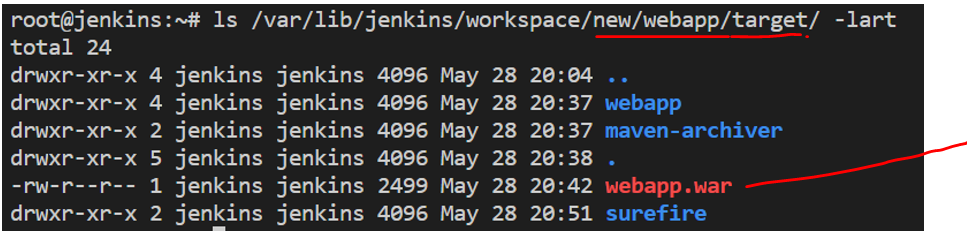 root@jenkins:~# ls /var/lib/jenkins/workspace/new/webapp/target/ -lart
total 24
drwxr-xr-x 4 jenkins jenkins 4096 May 28 20:04 ..
drwxr-xr-x 4 jenkins jenkins 4096 May 28 20:37 webapp
drwxr-xr-x 2 jenkins jenkins 4096 May 28 20:37 maven-archiver
drwxr-xr-x 5 jenkins jenkins 4096 May 28 20:38 .
-rw-r--r-- 1 jenkins jenkins 2499 May 28 20:42 webapp.war
drwxr-xr-x 2 jenkins jenkins 4096 May 28 20:51 surefire